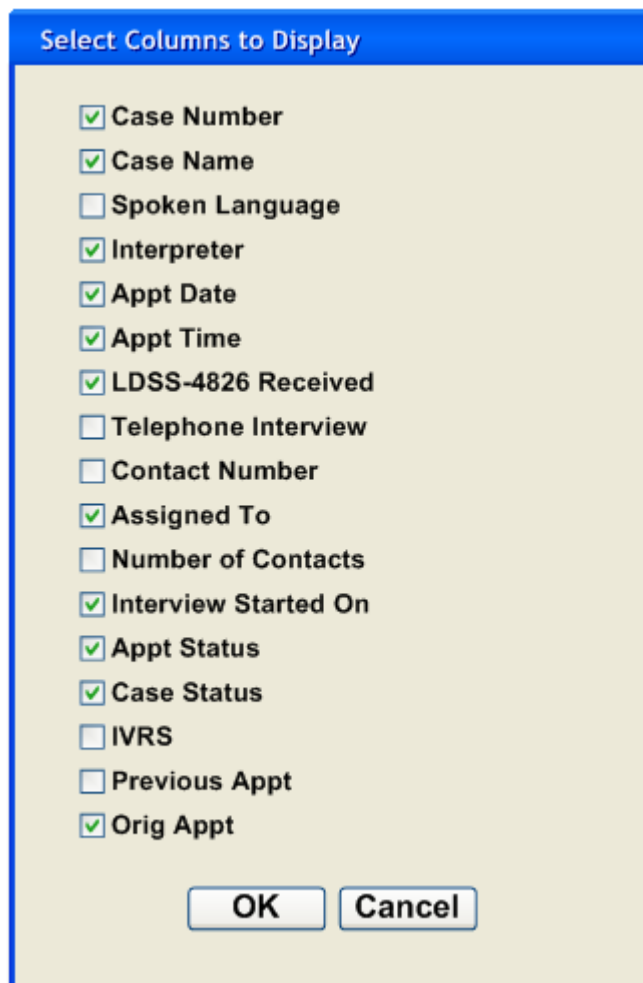 Select Columns to Display
Case Number
Case Name
Spoken Language
Interpreter
Appt Date
Appt Time
LDSS-4826 Received
Telephone Interview
Contact Number
Assigned To
Number of Contacts
Interview Started On
Appt Status
Case Status
IVRS
Previous Appt
Orig Appt
OK Cancel